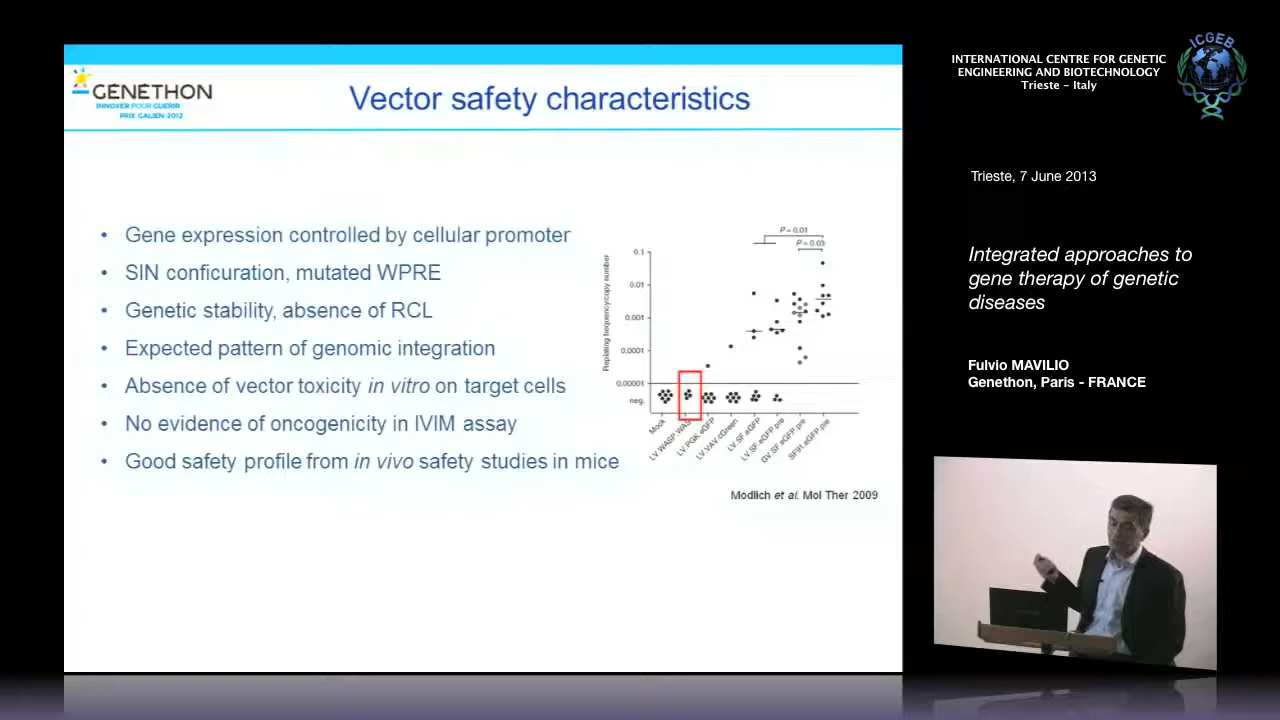 GENETHON
INNOVER POUR GUERIR
PRIX GALIEN 2012
Vector safety characteristics
• Gene expression controlled by cellular promoter
• SIN conficuration, mutated WPRE
• Genetic stability, absence of RCL
• Expected pattern of genomic integration
• Absence of vector toxicity in vitro on target cells
• No evidence of oncogenicity in IVIM assay
• Good safety profile from in vivo safety studies in mice
P = 0.01
P = 0.03
Replating frequency/copy number
0.1
0.01
0.001
0.0001
0.00001
neg.
Mock
LV.WASP.WAS
LV.PGK.eGFP
LV.VAV.cGreen
LV.SF.eGFP
LV.SF.eGFP.pre
GV.SF.eGFP.pre
SF91.eGFP.pre
Modlich et al. Mol Ther 2009
INTERNATIONAL CENTRE FOR GENETIC
ENGINEERING AND BIOTECHNOLOGY
Trieste - Italy
ICGEB
Trieste, 7 June 2013
Integrated approaches to
gene therapy of genetic
diseases
Fulvio MAVILIO
Genethon, Paris - FRANCE